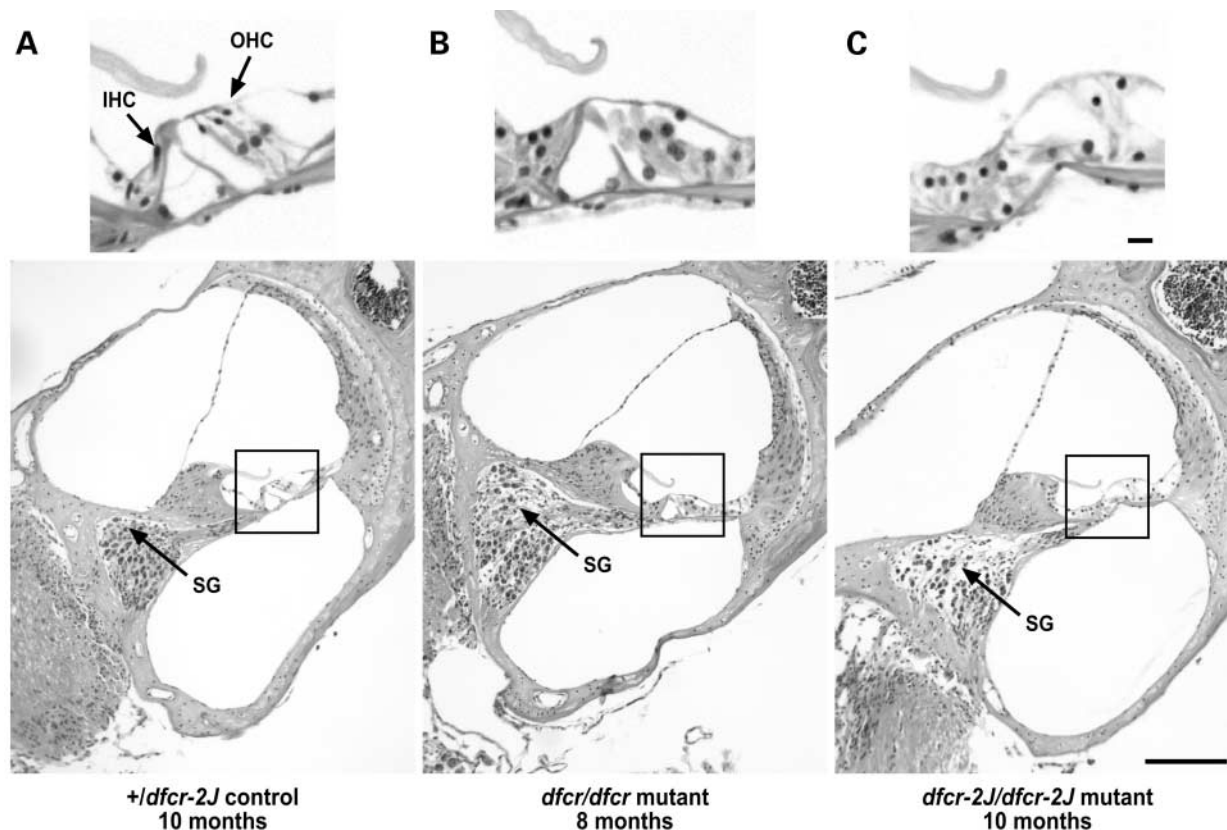 A
OHC
IHC
B
C
SG
SG
SG
+/dfcr-2J control
10 months
dfcr/dfcr mutant
8 months
dfcr-2J/dfcr-2J mutant
10 months